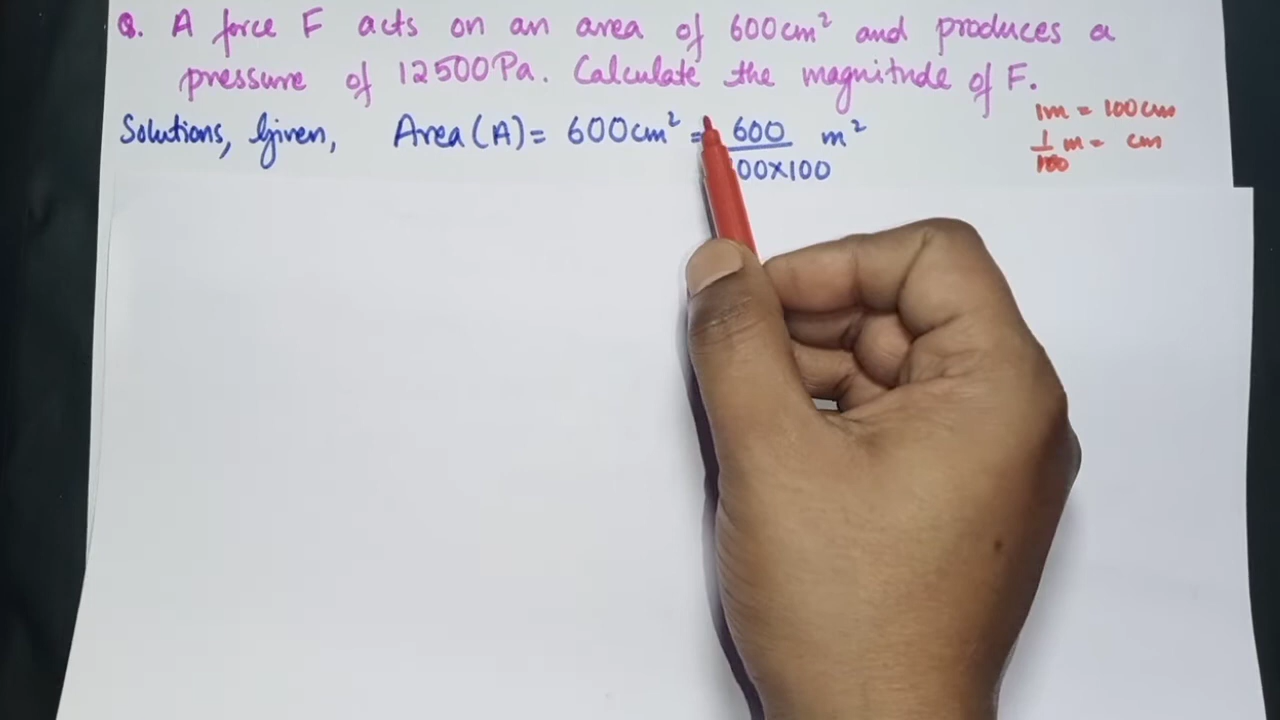 Q. A force F acts on an area of 600cm² and produces a
pressure of 12500Pa. Calculate the magnitude of F.
Solutions, Given, Area(A) = 600cm² = 600 m²
00x100
1m = 100cm
1 m = cm
100